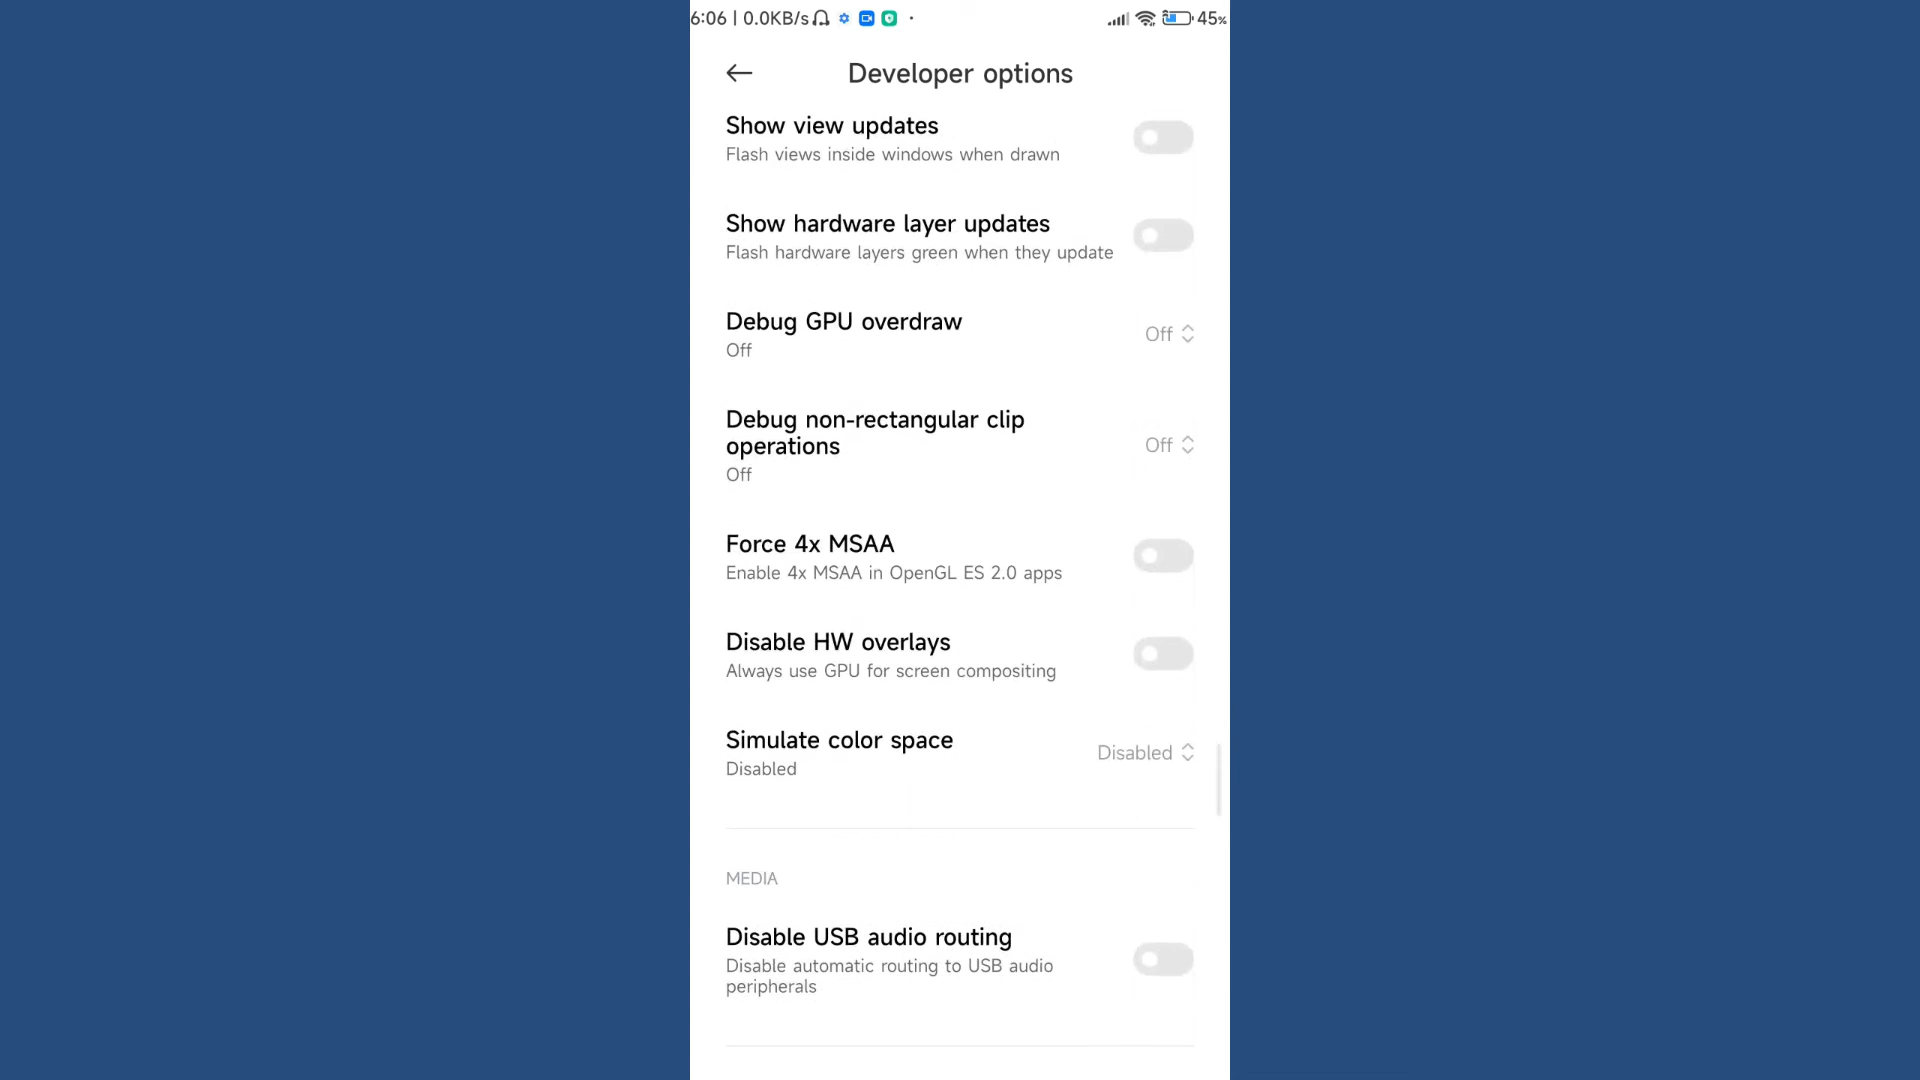 6:06 | 0.0KB/s 45%
Developer options
Show view updates
Flash views inside windows when drawn
Show hardware layer updates
Flash hardware layers green when they update
Debug GPU overdraw
Off
Off
Debug non-rectangular clip
operations
Off
Off
Force 4x MSAA
Enable 4x MSAA in OpenGL ES 2.0 apps
Disable HW overlays
Always use GPU for screen compositing
Simulate color space
Disabled
Disabled
MEDIA
Disable USB audio routing
Disable automatic routing to USB audio
peripherals